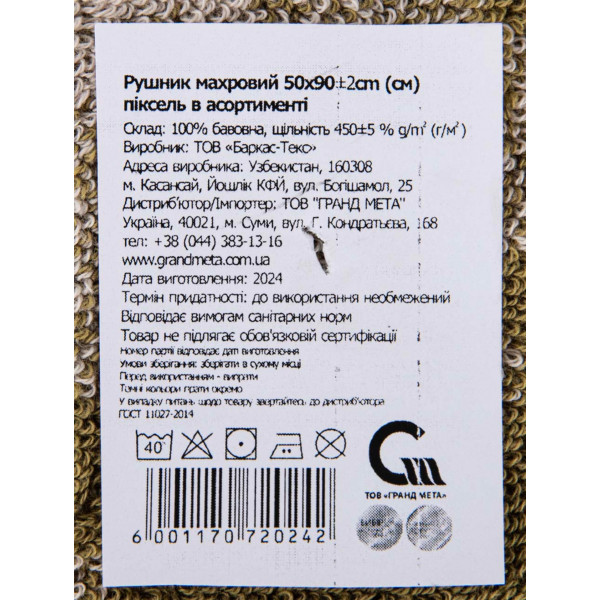 Рушник махровий 50x90±2cm (см)
піксель в асортименті
Склад: 100% бавовна, щільність 450±5 % g/m² (г/м²)
Виробник: ТОВ «Баркас-Текс»
Адреса виробника: Узбекистан, 160308
м. Касансай, Йошлік КФЙ, вул. Богішамол, 25
Дистриб'ютор/Імпортер: ТОВ "ГРАНД МЕТА"
Україна, 40021, м. Суми, вул. Г. Кондратьєва, 168
тел: +38 (044) 383-13-16
www.grandmeta.com.ua
Дата виготовлення: 2024
Термін придатності: до використання необмежений
Відповідає вимогам санітарних норм
Товар не підлягає обов'язковій сертифікації
Номер партії відповідає даті виготовлення
Умови зберігання: зберігати в сухому місці
Перед використанням - випрати
Темні кольори прати окремо
У випадку питань щодо товару звертайтесь до дистриб'ютора
ГОСТ 11027-2014
40°
ТОВ «ГРАНД МЕТА»
6 001170 720242